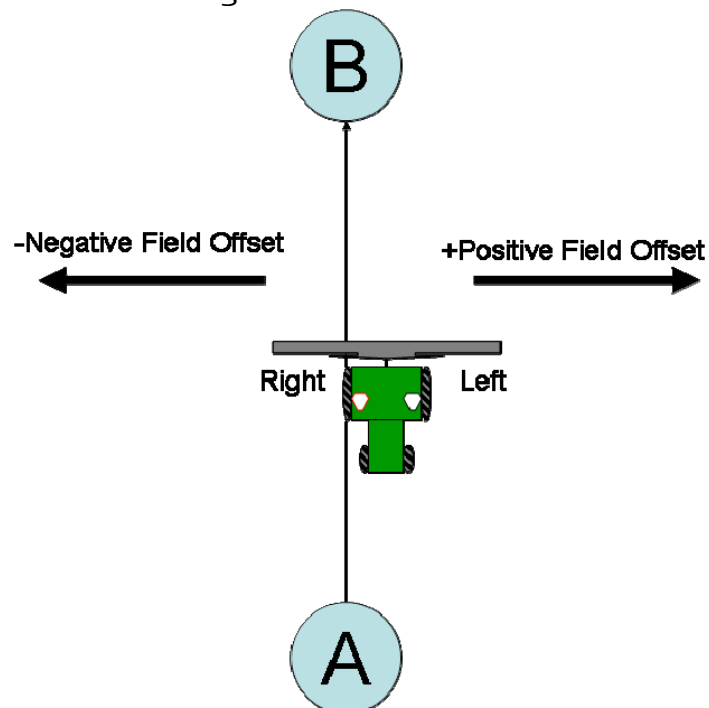 B
-Negative Field Offset
+Positive Field Offset
Right
Left
A